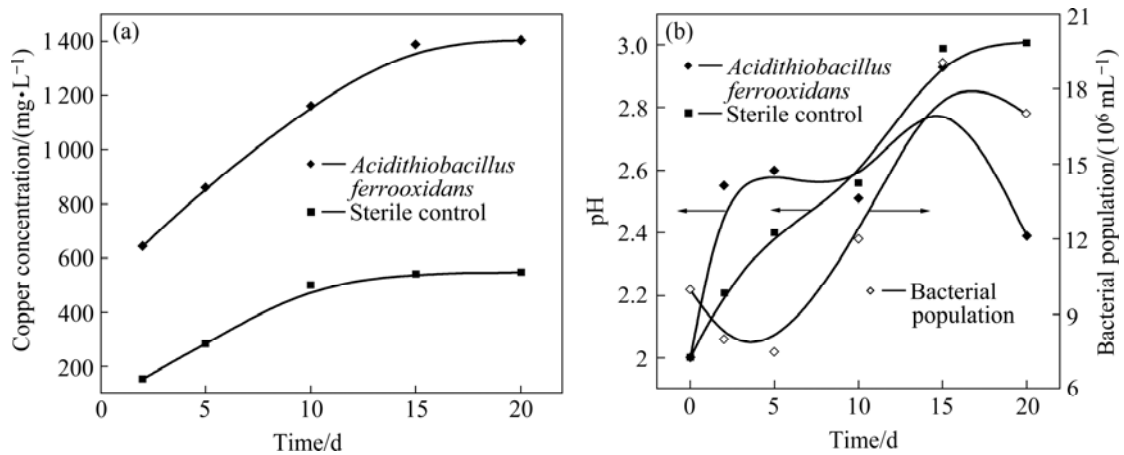 (a)
Copper concentration/(mg•L⁻¹)
1 400
1 200
1 000
800
600
400
200
0
5
10
15
20
Time/d
Acidithiobacillus
ferrooxidans
Sterile control
(b)
pH
3.0
2.8
2.6
2.4
2.2
2
0
5
10
15
20
Time/d
Acidithiobacillus
ferrooxidans
Sterile control
Bacterial
population
21
18
15
12
9
6
Bacterial population/(10⁶ mL⁻¹)